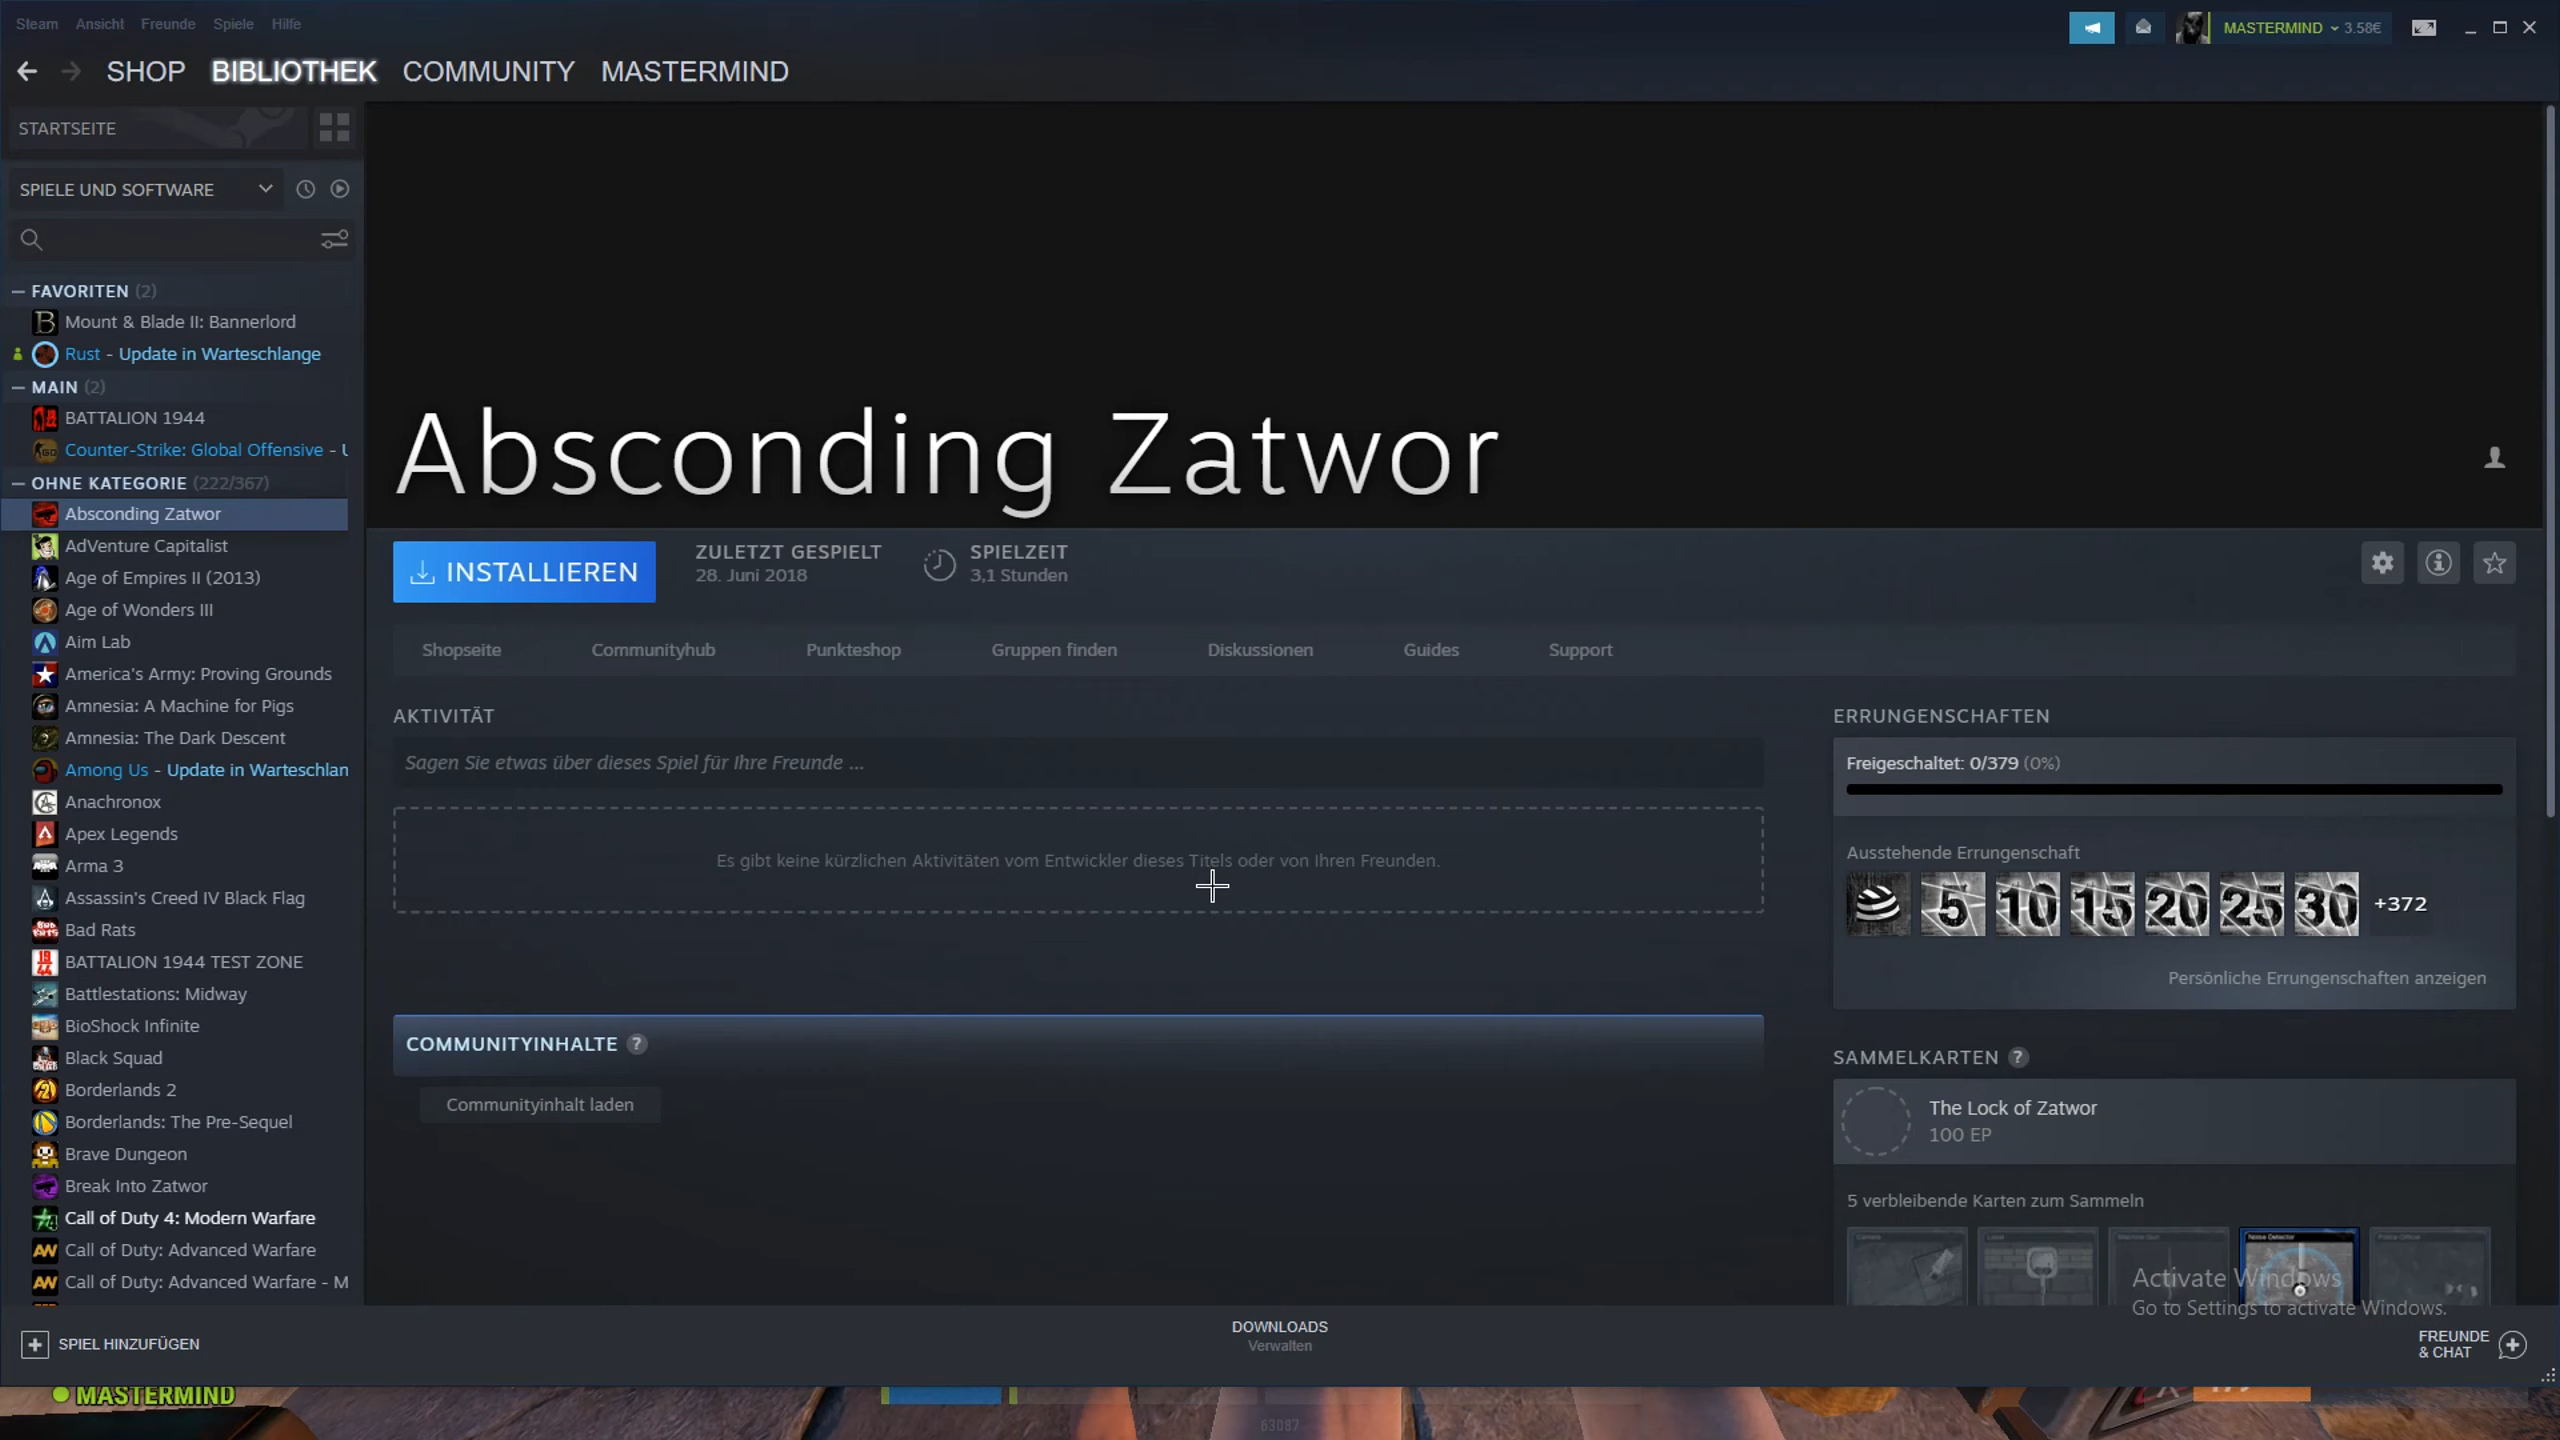 Steam Ansicht Freunde Spiele Hilfe
MASTERMIND 3.58€
SHOP BIBLIOTHEK COMMUNITY MASTERMIND
STARTSEITE
SPIELE UND SOFTWARE
— FAVORITEN (2)
Mount & Blade II: Bannerlord
Rust - Update in Warteschlange
— MAIN (2)
BATTALION 1944
Counter-Strike: Global Offensive - U
— OHNE KATEGORIE (222/367)
Absconding Zatwor
AdVenture Capitalist
Age of Empires II (2013)
Age of Wonders III
Aim Lab
America's Army: Proving Grounds
Amnesia: A Machine for Pigs
Amnesia: The Dark Descent
Among Us - Update in Warteschlan
Anachronox
Apex Legends
Arma 3
Assassin's Creed IV Black Flag
Bad Rats
BATTALION 1944 TEST ZONE
Battlestations: Midway
BioShock Infinite
Black Squad
Borderlands 2
Borderlands: The Pre-Sequel
Brave Dungeon
Break Into Zatwor
Call of Duty 4: Modern Warfare
Call of Duty: Advanced Warfare
Call of Duty: Advanced Warfare - M
Absconding Zatwor
INSTALLIEREN
ZULETZT GESPIELT
28. Juni 2018
SPIELZEIT
3,1 Stunden
Shopseite Communityhub Punkteshop Gruppen finden Diskussionen Guides Support
AKTIVITÄT
Sagen Sie etwas über dieses Spiel für Ihre Freunde ...
Es gibt keine kürzlichen Aktivitäten vom Entwickler dieses Titels oder von Ihren Freunden.
COMMUNITYINHALTE ?
Communityinhalt laden
ERRUNGENSCHAFTEN
Freigeschaltet: 0/379 (0%)
Ausstehende Errungenschaft
5 10 15 20 25 30 +372
Persönliche Errungenschaften anzeigen
SAMMELKARTEN ?
The Lock of Zatwor
100 EP
5 verbleibende Karten zum Sammeln
Noise Detector
Activate Windows
Go to Settings to activate Windows.
SPIEL HINZUFÜGEN
DOWNLOADS
Verwalten
FREUNDE
& CHAT
MASTERMIND
63087